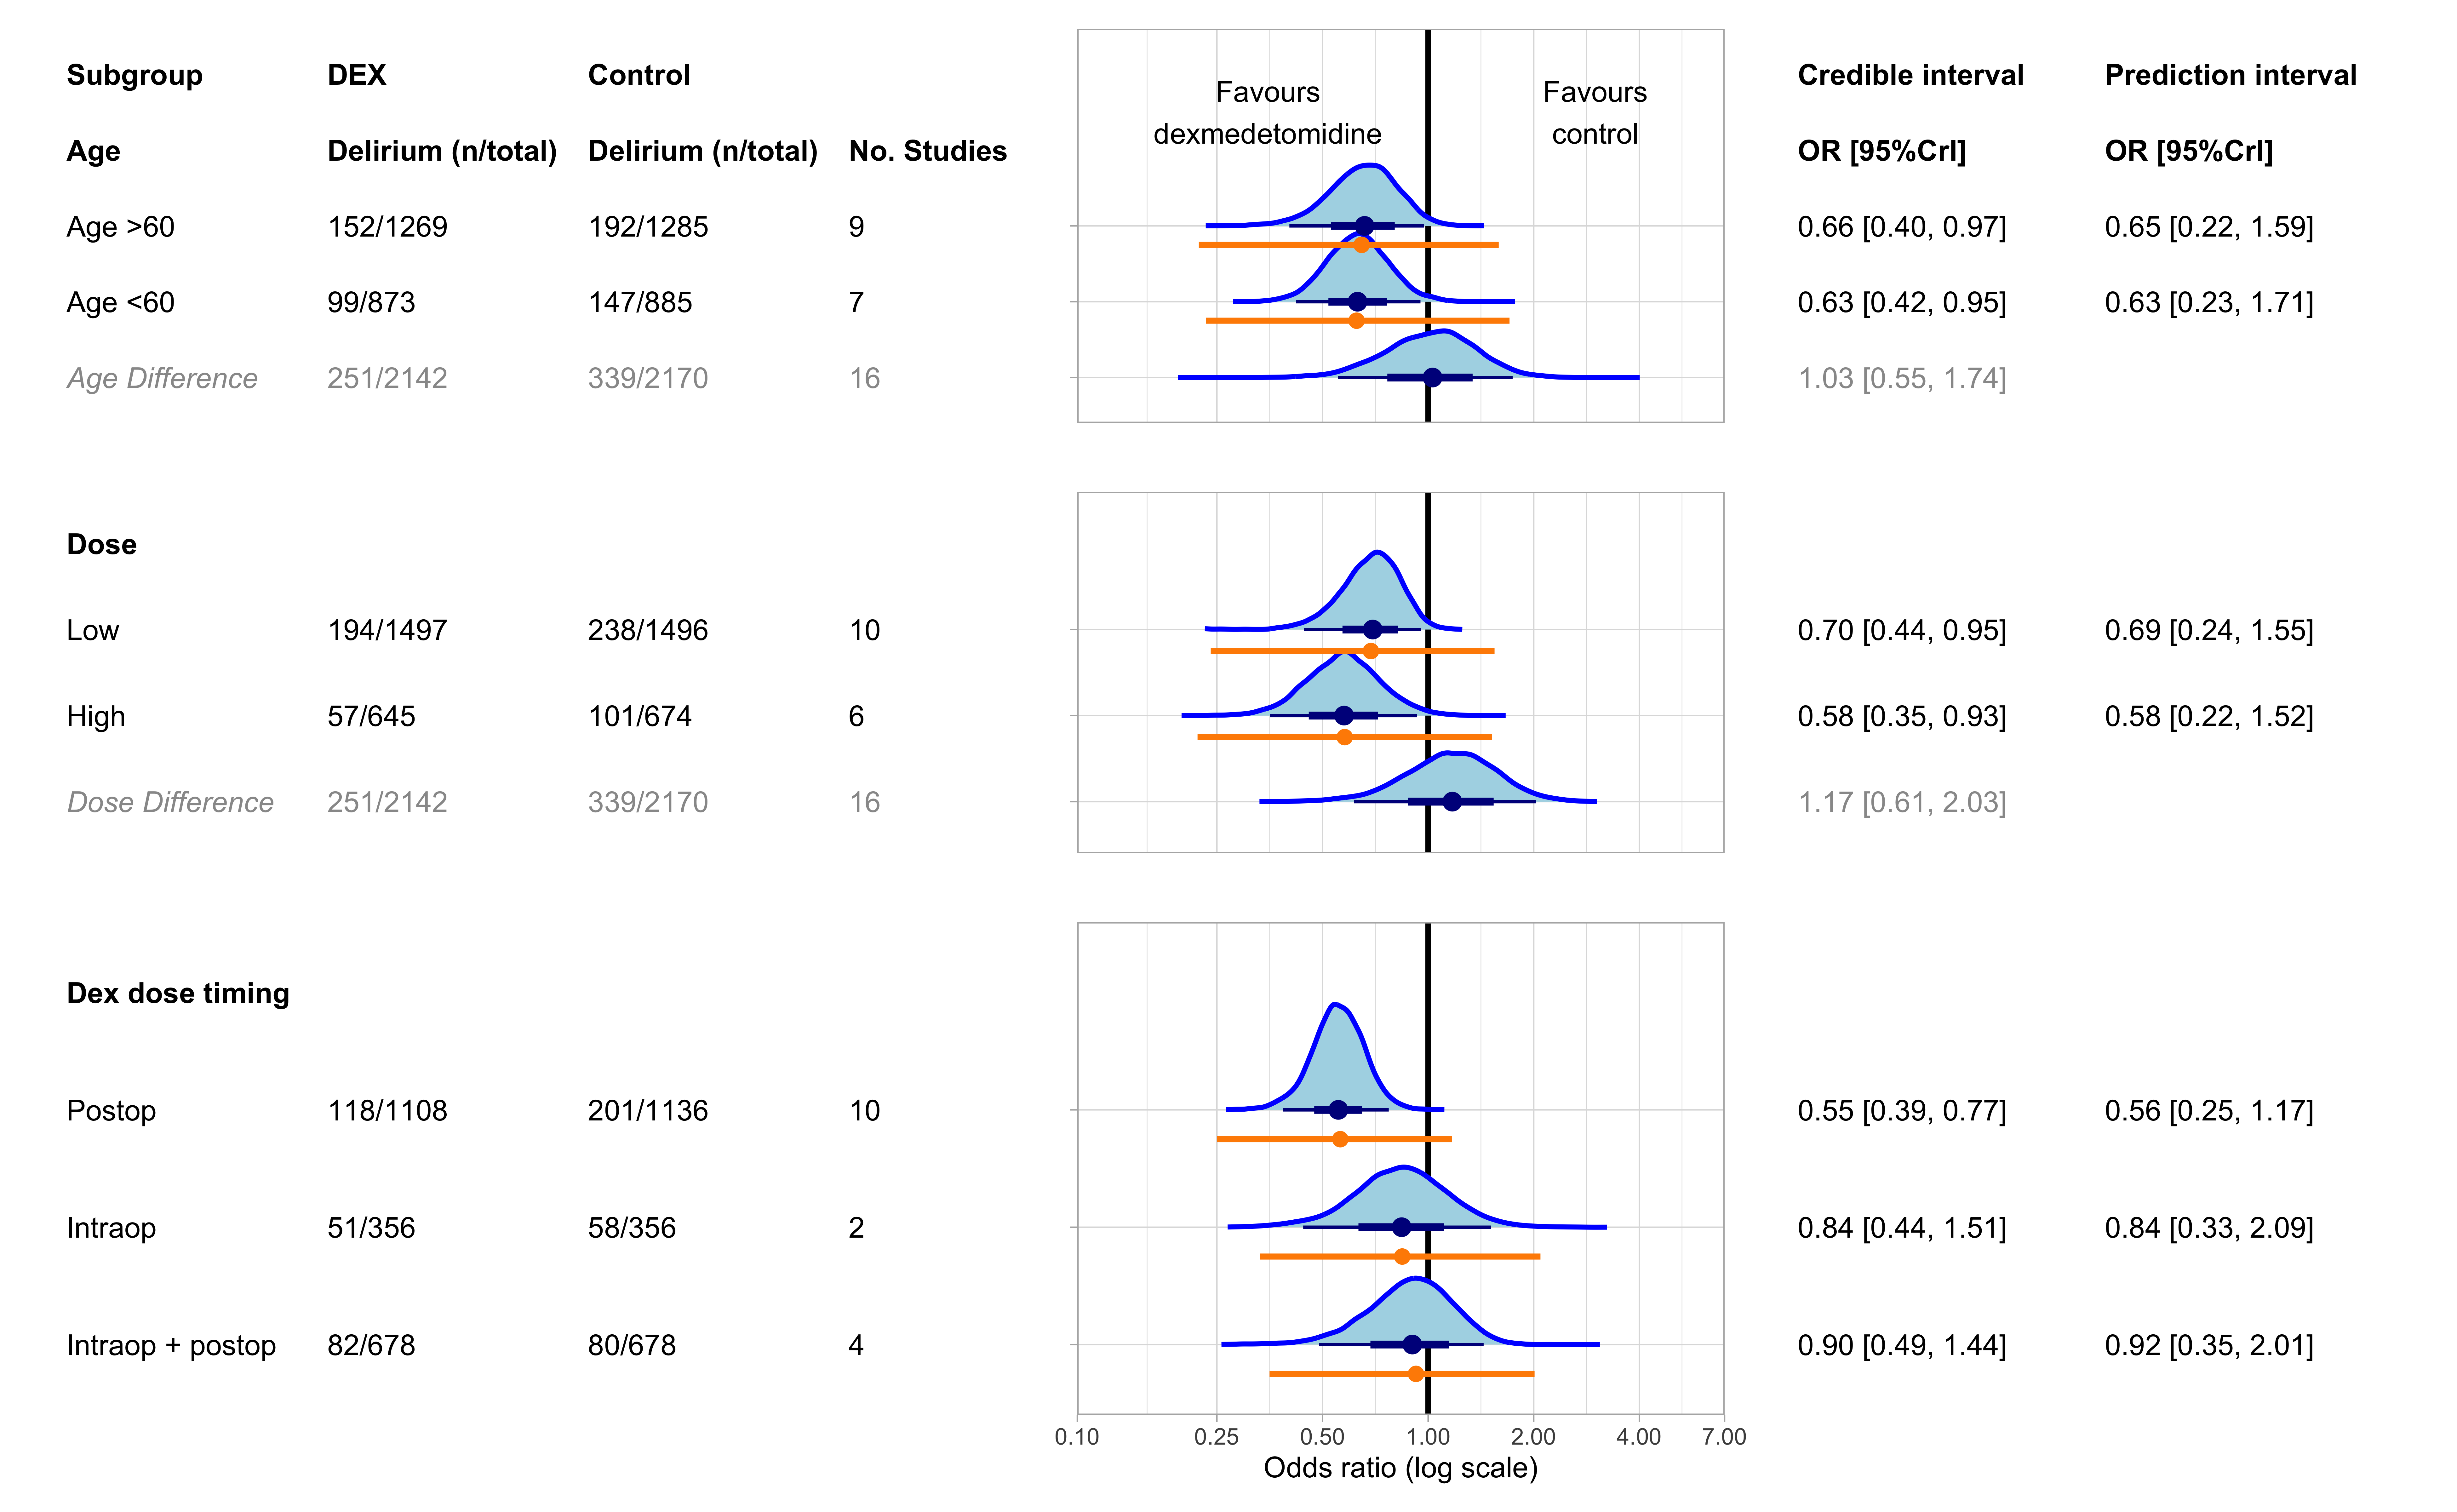 Subgroup DEX Control Credible interval Prediction interval
Favours Favours
dexmedetomidine control
Age Delirium (n/total) Delirium (n/total) No. Studies OR [95%CrI] OR [95%CrI]
Age >60 152/1269 192/1285 9 0.66 [0.40, 0.97] 0.65 [0.22, 1.59]
Age <60 99/873 147/885 7 0.63 [0.42, 0.95] 0.63 [0.23, 1.71]
Age Difference 251/2142 339/2170 16 1.03 [0.55, 1.74]
Dose
Low 194/1497 238/1496 10 0.70 [0.44, 0.95] 0.69 [0.24, 1.55]
High 57/645 101/674 6 0.58 [0.35, 0.93] 0.58 [0.22, 1.52]
Dose Difference 251/2142 339/2170 16 1.17 [0.61, 2.03]
Dex dose timing
Postop 118/1108 201/1136 10 0.55 [0.39, 0.77] 0.56 [0.25, 1.17]
Intraop 51/356 58/356 2 0.84 [0.44, 1.51] 0.84 [0.33, 2.09]
Intraop + postop 82/678 80/678 4 0.90 [0.49, 1.44] 0.92 [0.35, 2.01]
0.10 0.25 0.50 1.00 2.00 4.00 7.00
Odds ratio (log scale)